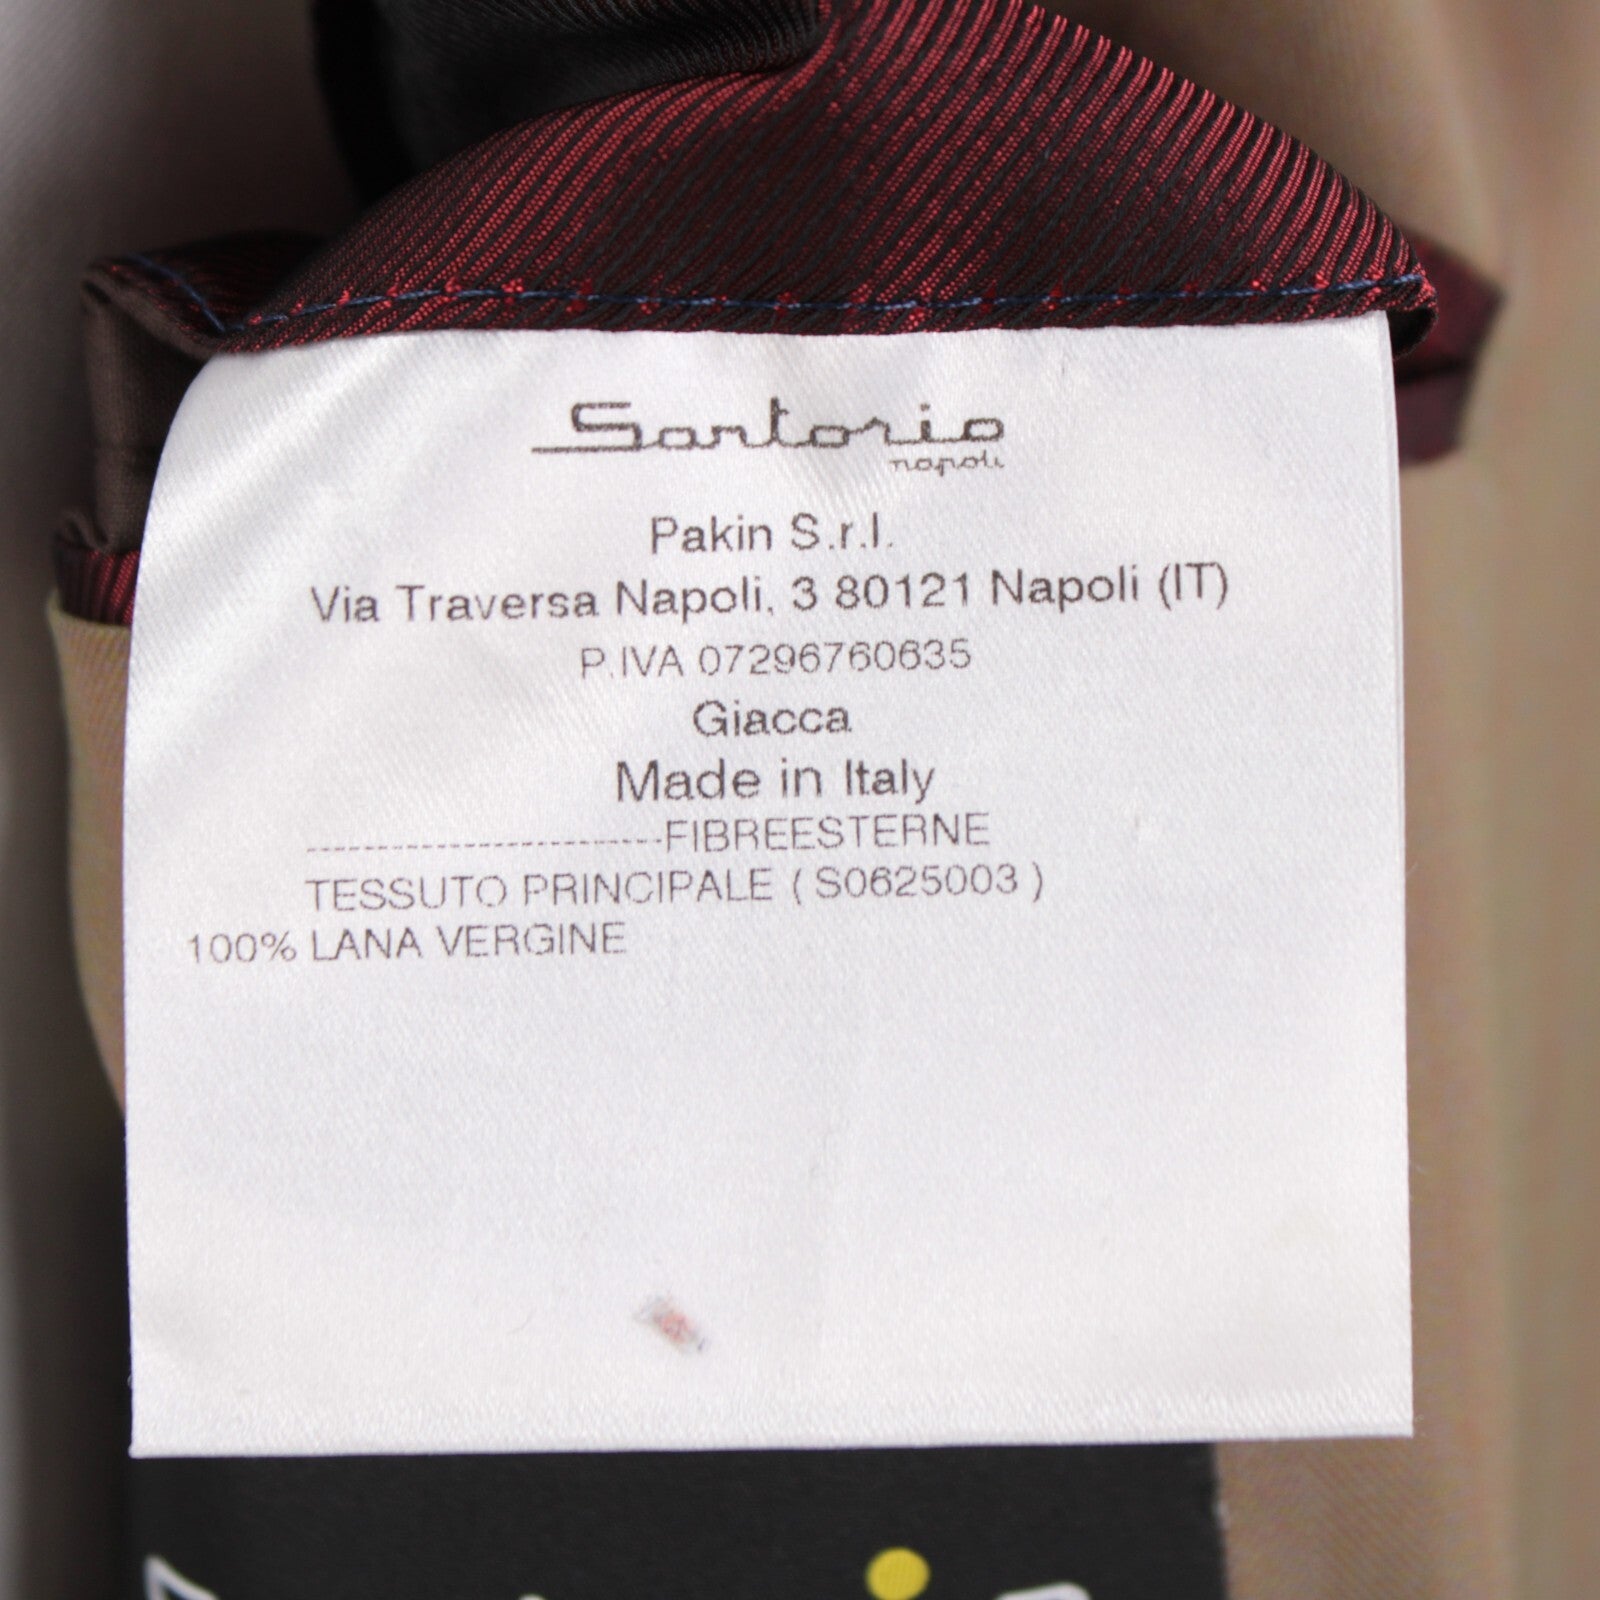 Sartorio
napoli
Pakin S.r.l.
Via Traversa Napoli, 3 80121 Napoli (IT)
P.IVA 07296760635
Giacca
Made in Italy
-------------------------FIBREESTERNE
TESSUTO PRINCIPALE ( S0625003 )
100% LANA VERGINE